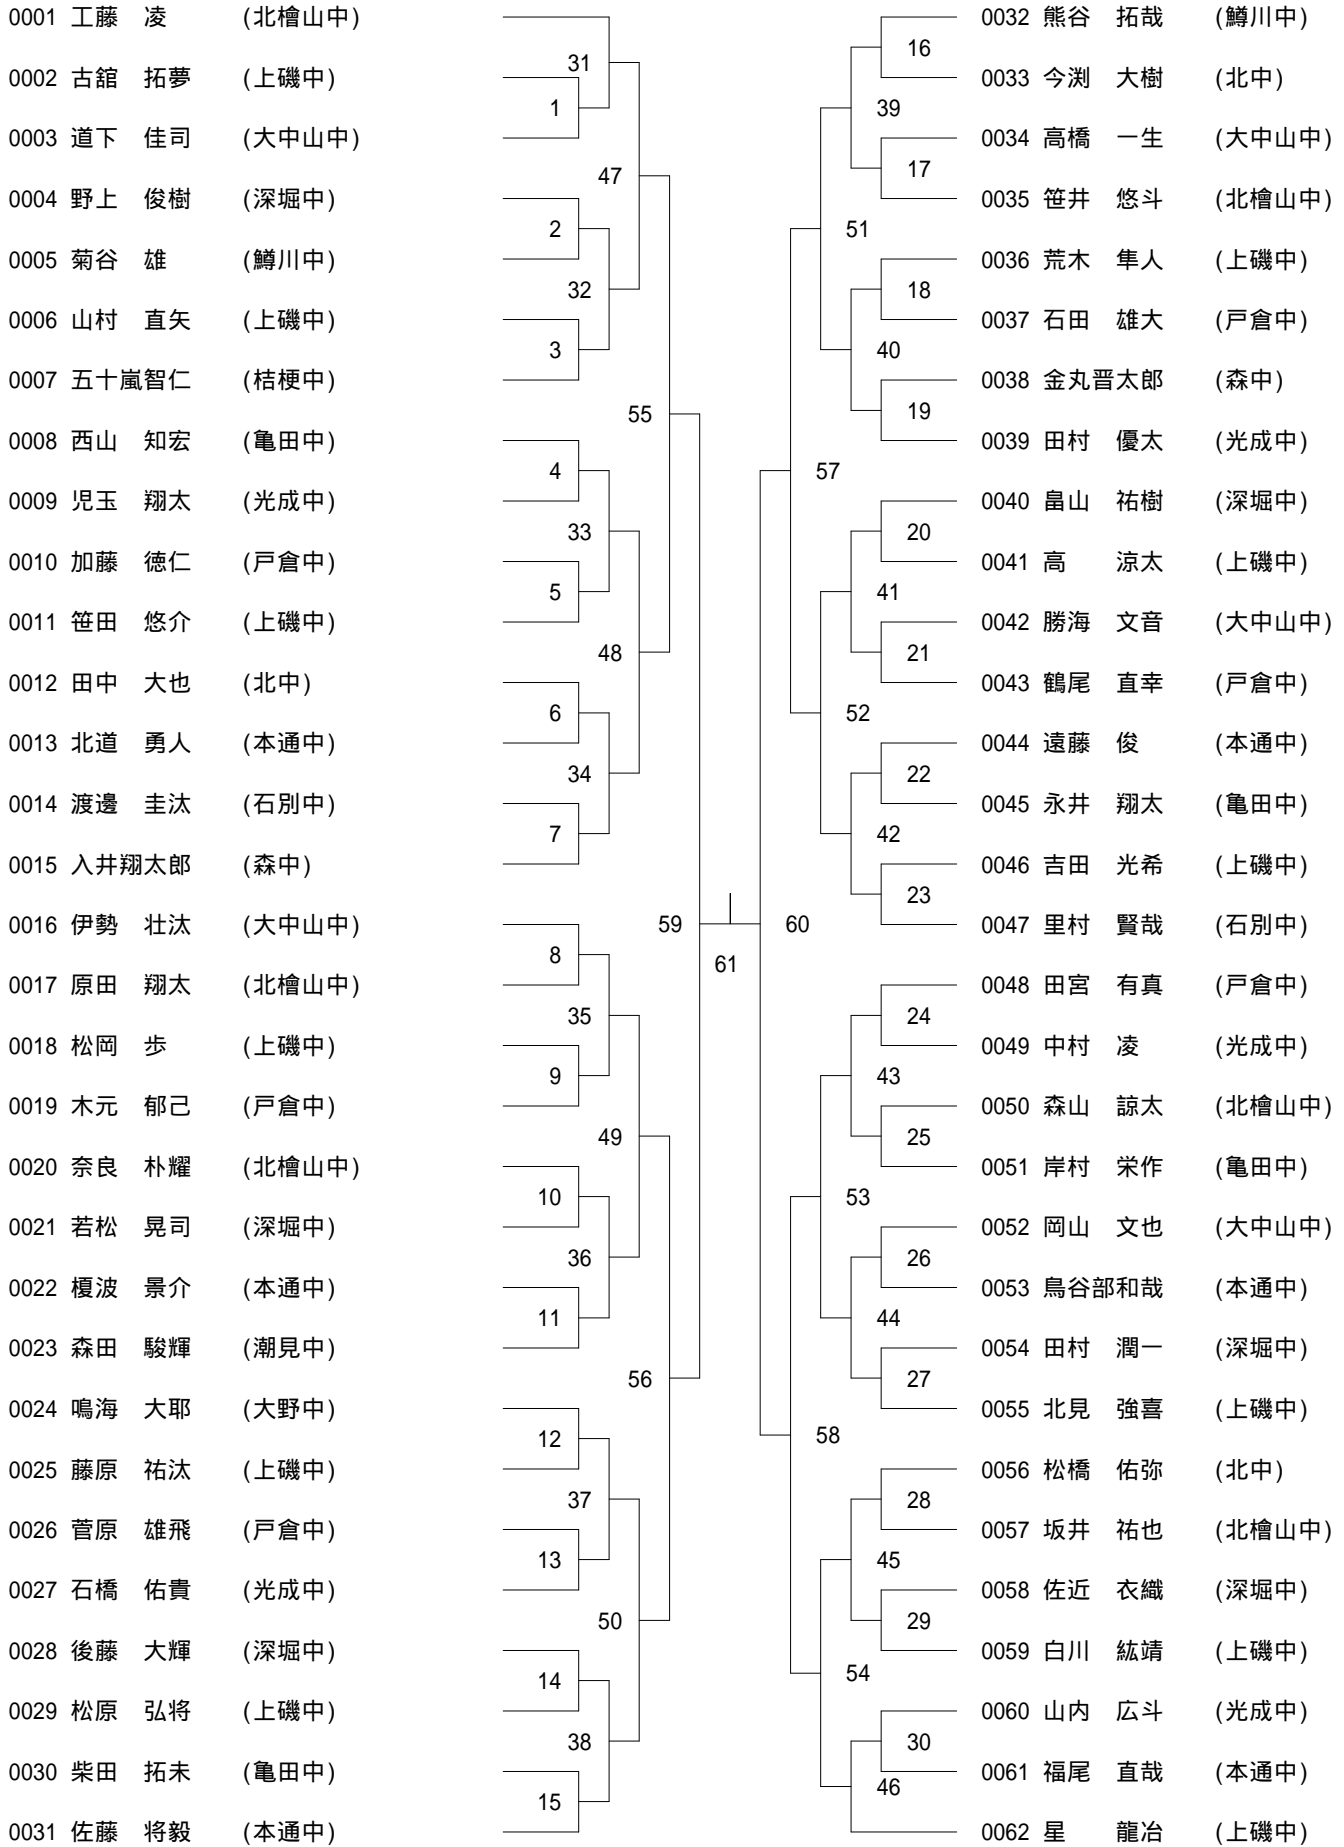 0001 工藤　凌 (北檜山中)
0002 古舘　拓夢 (上磯中)
0003 道下　佳司 (大中山中)
0004 野上　俊樹 (深堀中)
0005 菊谷　雄 (鱒川中)
0006 山村　直矢 (上磯中)
0007 五十嵐智仁 (桔梗中)
0008 西山　知宏 (亀田中)
0009 児玉　翔太 (光成中)
0010 加藤　徳仁 (戸倉中)
0011 笹田　悠介 (上磯中)
0012 田中　大也 (北中)
0013 北道　勇人 (本通中)
0014 渡邊　圭汰 (石別中)
0015 入井翔太郎 (森中)
0016 伊勢　壮汰 (大中山中)
0017 原田　翔太 (北檜山中)
0018 松岡　歩 (上磯中)
0019 木元　郁己 (戸倉中)
0020 奈良　朴耀 (北檜山中)
0021 若松　晃司 (深堀中)
0022 榎波　景介 (本通中)
0023 森田　駿輝 (潮見中)
0024 鳴海　大耶 (大野中)
0025 藤原　祐汰 (上磯中)
0026 菅原　雄飛 (戸倉中)
0027 石橋　佑貴 (光成中)
0028 後藤　大輝 (深堀中)
0029 松原　弘将 (上磯中)
0030 柴田　拓未 (亀田中)
0031 佐藤　将毅 (本通中)
1
2
3
4
5
6
7
8
9
10
11
12
13
14
15
31
32
33
34
35
36
37
38
47
48
49
50
55
56
59
61
60
57
58
51
52
53
54
39
40
41
42
43
44
45
46
16
17
18
19
20
21
22
23
24
25
26
27
28
29
30
0032 熊谷　拓哉 (鱒川中)
0033 今渕　大樹 (北中)
0034 高橋　一生 (大中山中)
0035 笹井　悠斗 (北檜山中)
0036 荒木　隼人 (上磯中)
0037 石田　雄大 (戸倉中)
0038 金丸晋太郎 (森中)
0039 田村　優太 (光成中)
0040 畠山　祐樹 (深堀中)
0041 高　　涼太 (上磯中)
0042 勝海　文音 (大中山中)
0043 鶴尾　直幸 (戸倉中)
0044 遠藤　俊 (本通中)
0045 永井　翔太 (亀田中)
0046 吉田　光希 (上磯中)
0047 里村　賢哉 (石別中)
0048 田宮　有真 (戸倉中)
0049 中村　凌 (光成中)
0050 森山　諒太 (北檜山中)
0051 岸村　栄作 (亀田中)
0052 岡山　文也 (大中山中)
0053 鳥谷部和哉 (本通中)
0054 田村　潤一 (深堀中)
0055 北見　強喜 (上磯中)
0056 松橋　佑弥 (北中)
0057 坂井　祐也 (北檜山中)
0058 佐近　衣織 (深堀中)
0059 白川　紘靖 (上磯中)
0060 山内　広斗 (光成中)
0061 福尾　直哉 (本通中)
0062 星　　龍冶 (上磯中)